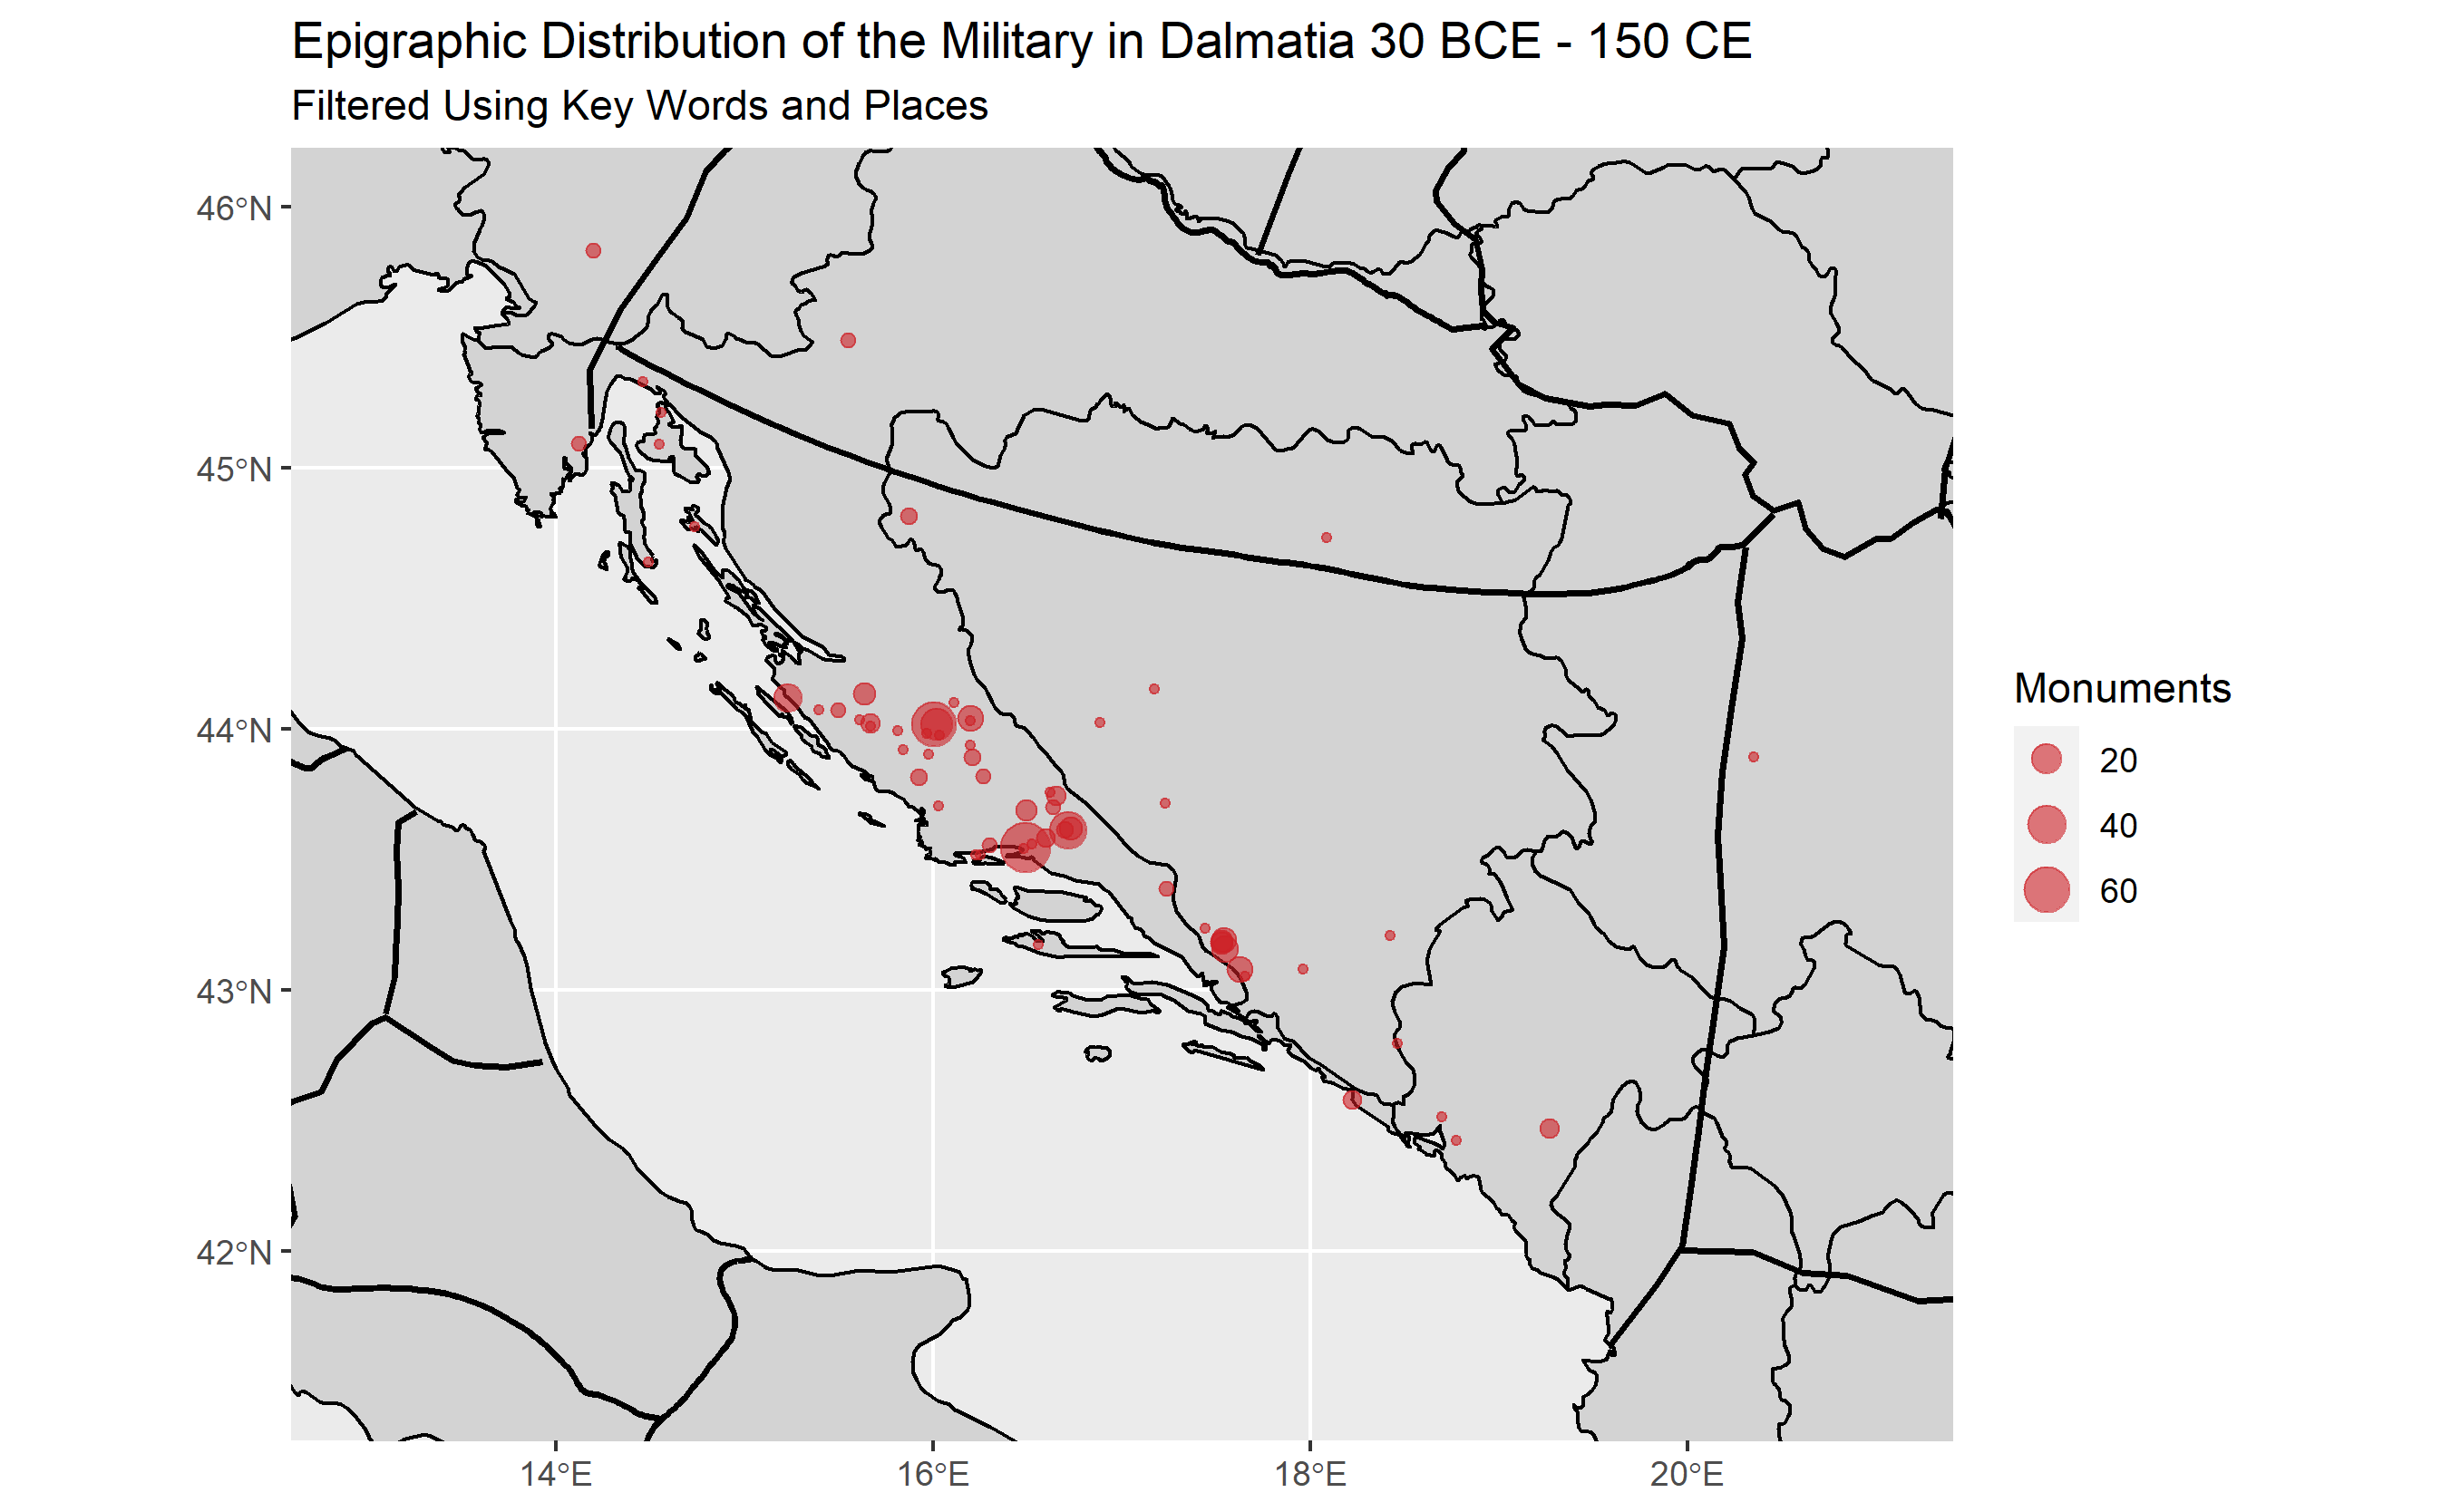 Epigraphic Distribution of the Military in Dalmatia 30 BCE - 150 CE
Filtered Using Key Words and Places
46°N
45°N
44°N
43°N
42°N
14°E
16°E
18°E
20°E
Monuments
20
40
60